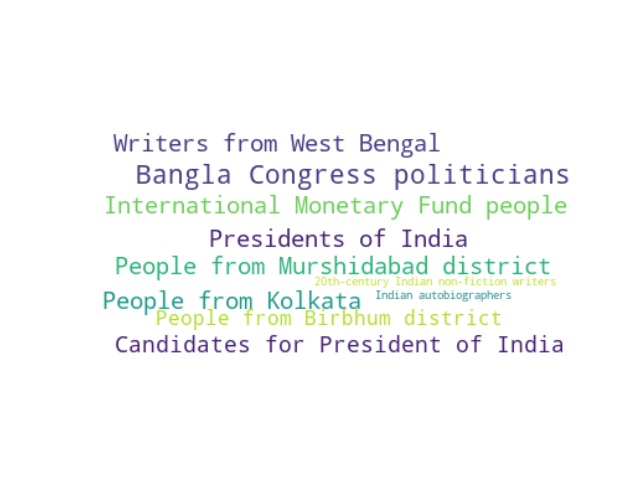 Writers from West Bengal
Bangla Congress politicians
International Monetary Fund people
Presidents of India
People from Murshidabad district
20th-century Indian non-fiction writers
People from Kolkata
Indian autobiographers
People from Birbhum district
Candidates for President of India